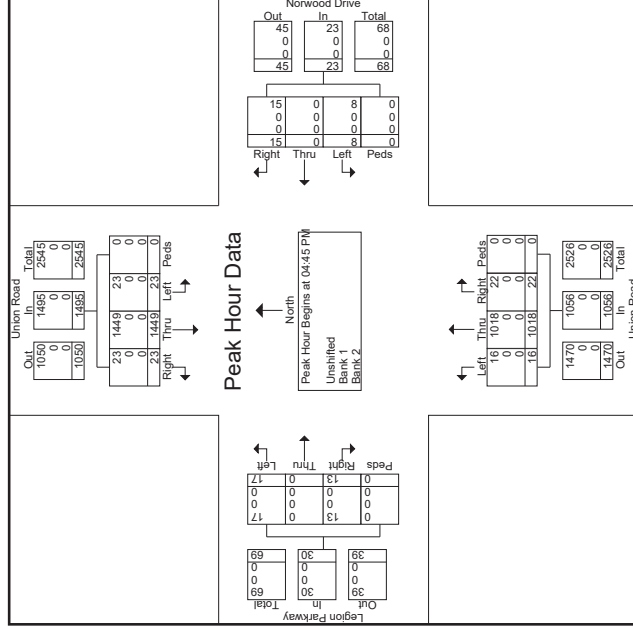 Norwood Drive
Out In Total
45 23 68
0 0 0
0 0 0
45 23 68
15 0 8 0
0 0 0 0
0 0 0 0
15 0 8 0
Right Thru Left Peds
Union Road
Out In Total
1050 1495 2545
0 0 0
0 0 0
1050 1495 2545
23 1449 23 0
0 0 0 0
0 0 0 0
23 1449 23 0
Right Thru Left Peds
Peak Hour Data
North
Peak Hour Begins at 04:45 PM
Unshifted
Bank 1
Bank 2
Left Thru Right Peds
16 1018 22 0
0 0 0 0
0 0 0 0
16 1018 22 0
1470 1056 2526
0 0 0
0 0 0
1470 1056 2526
Out In Total
Union Road
Left Thru Right Peds
17 0 13 0
0 0 0 0
0 0 0 0
17 0 13 0
69 30 39
0 0 0
0 0 0
69 30 39
Total In Out
Legion Parkway